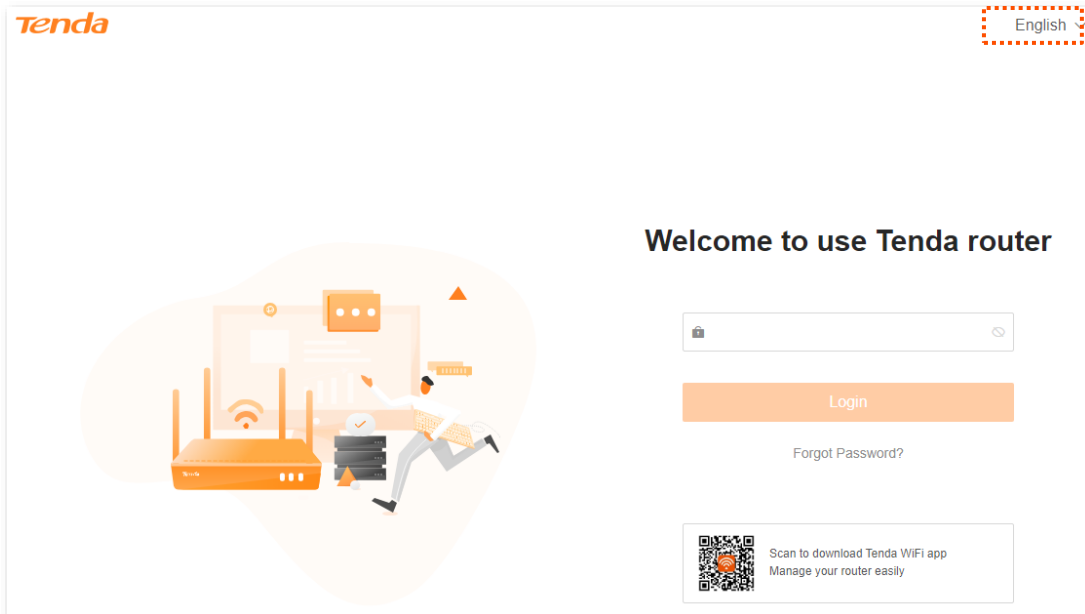 Tenda
English
Welcome to use Tenda router
Login
Forgot Password?
Tenda
Scan to download Tenda WiFi app
Manage your router easily